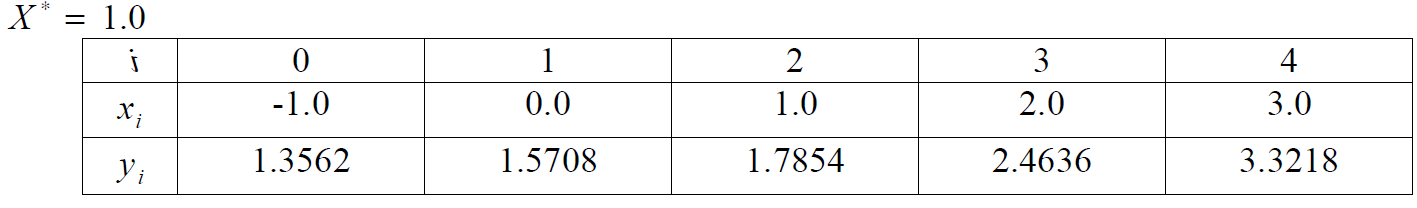 X* = 1.0
i 0 1 2 3 4
x_i -1.0 0.0 1.0 2.0 3.0
y_i 1.3562 1.5708 1.7854 2.4636 3.3218